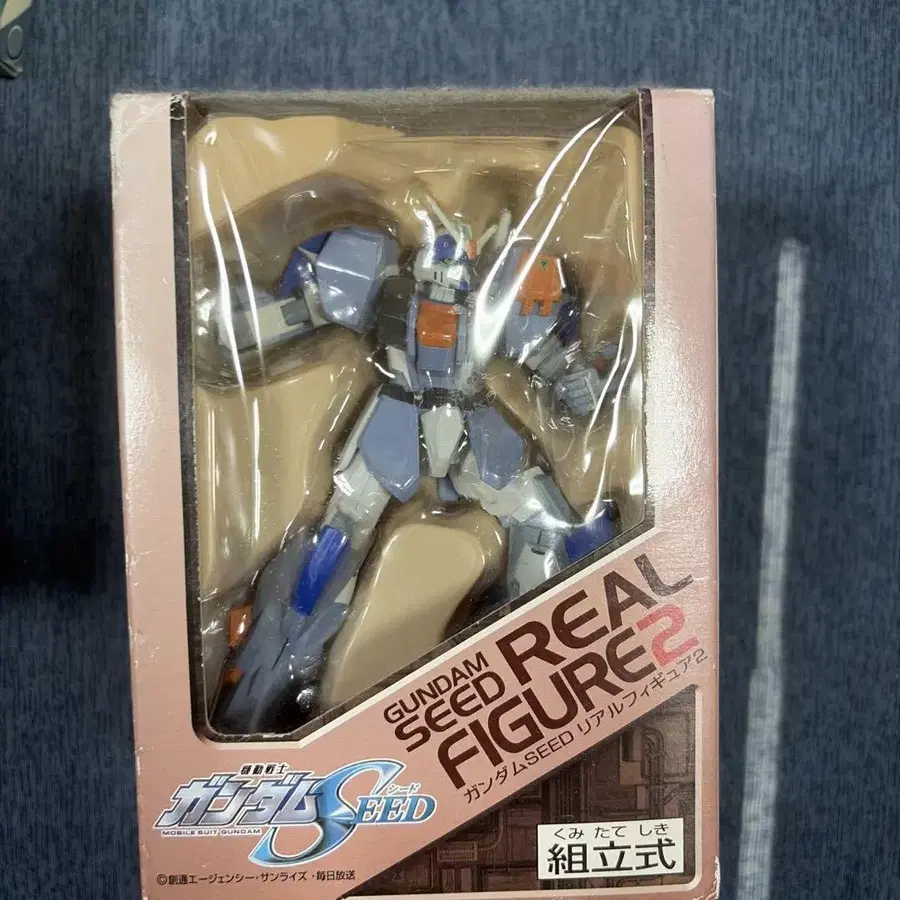 GUNDAM
SEED REAL
FIGURE2
ガンダムSEED リアルフィギュア2
機動戦士
ガンダムSEED
シード
MOBILE SUIT GUNDAM
くみ たて しき
組立式
©創通エージェンシー・サンライズ・毎日放送